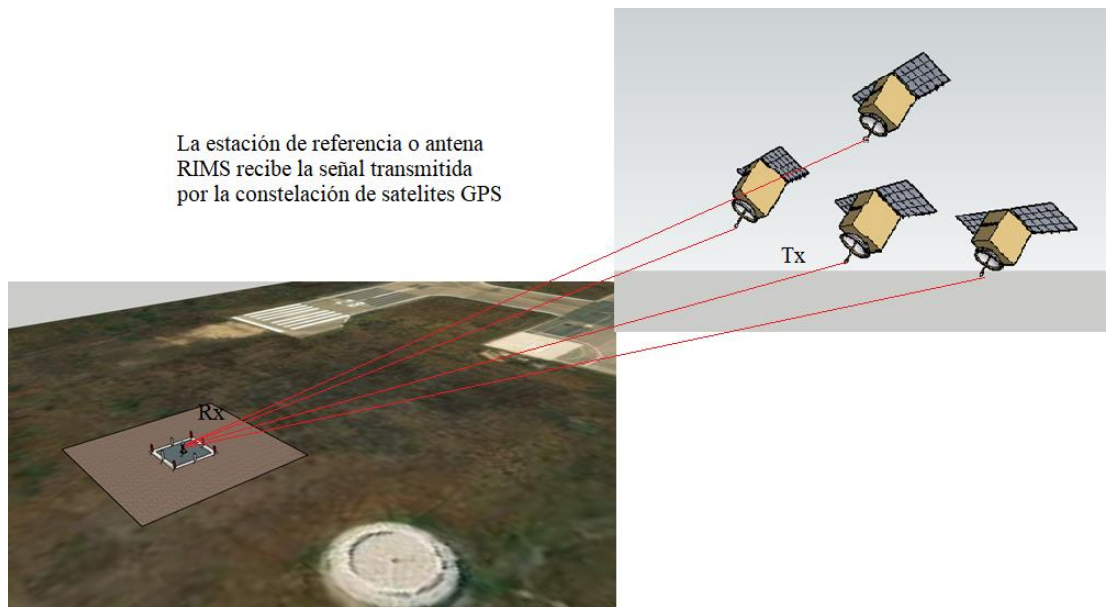 La estación de referencia o antena
RIMS recibe la señal transmitida
por la constelación de satelites GPS
Tx
Rx